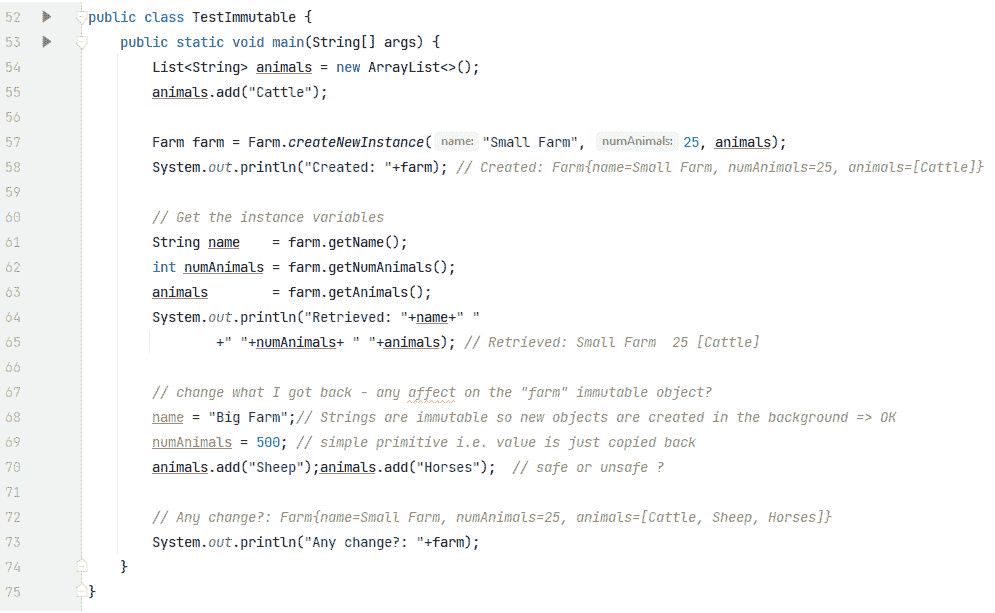 52 public class TestImmutable {
53 public static void main(String[] args) {
54 List<String> animals = new ArrayList<>();
55 animals.add("Cattle");
56
57 Farm farm = Farm.createNewInstance( name: "Small Farm", numAnimals: 25, animals);
58 System.out.println("Created: "+farm); // Created: Farm{name=Small Farm, numAnimals=25, animals=[Cattle]}
59
60 // Get the instance variables
61 String name    = farm.getName();
62 int numAnimals = farm.getNumAnimals();
63 animals        = farm.getAnimals();
64 System.out.println("Retrieved: "+name+" "
65 +" "+numAnimals+ " "+animals); // Retrieved: Small Farm  25 [Cattle]
66
67 // change what I got back - any affect on the "farm" immutable object?
68 name = "Big Farm";// Strings are immutable so new objects are created in the background => OK
69 numAnimals = 500; // simple primitive i.e. value is just copied back
70 animals.add("Sheep");animals.add("Horses");  // safe or unsafe ?
71
72 // Any change?: Farm{name=Small Farm, numAnimals=25, animals=[Cattle, Sheep, Horses]}
73 System.out.println("Any change?: "+farm);
74 }
75 }